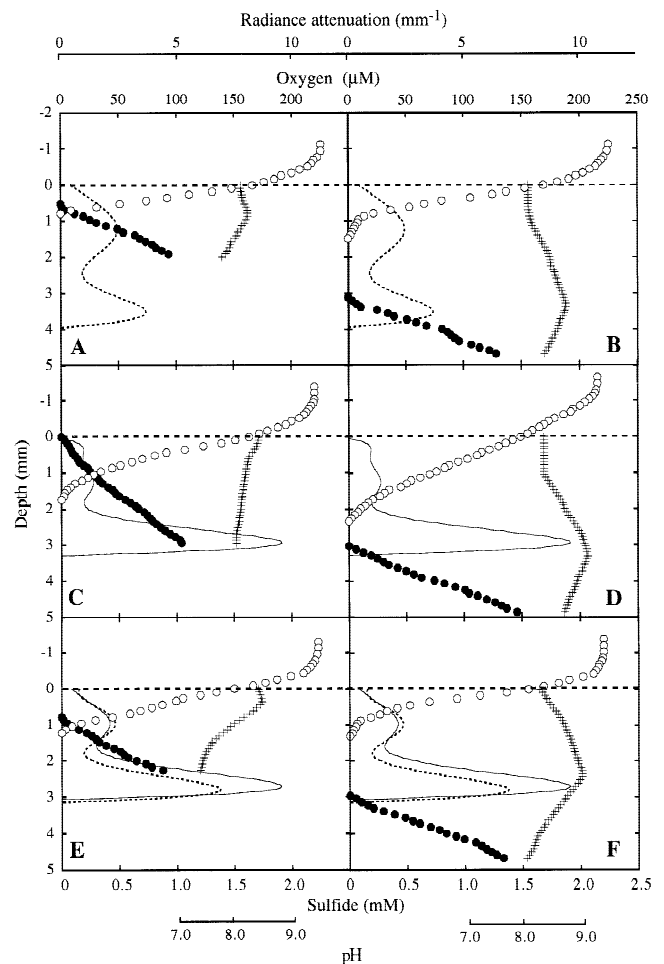 Radiance attenuation (mm-1)
0 5 10 0 5 10
Oxygen (µM)
0 50 100 150 200 0 50 100 150 200 250
-2
-1
0
1
2
3
4
5
A B
-1
0
1
2
3
4
5
Depth (mm)
C D
-1
0
1
2
3
4
5
E F
0 0.5 1.0 1.5 2.0 0 0.5 1.0 1.5 2.0 2.5
Sulfide (mM)
7.0 8.0 9.0 7.0 8.0 9.0
pH